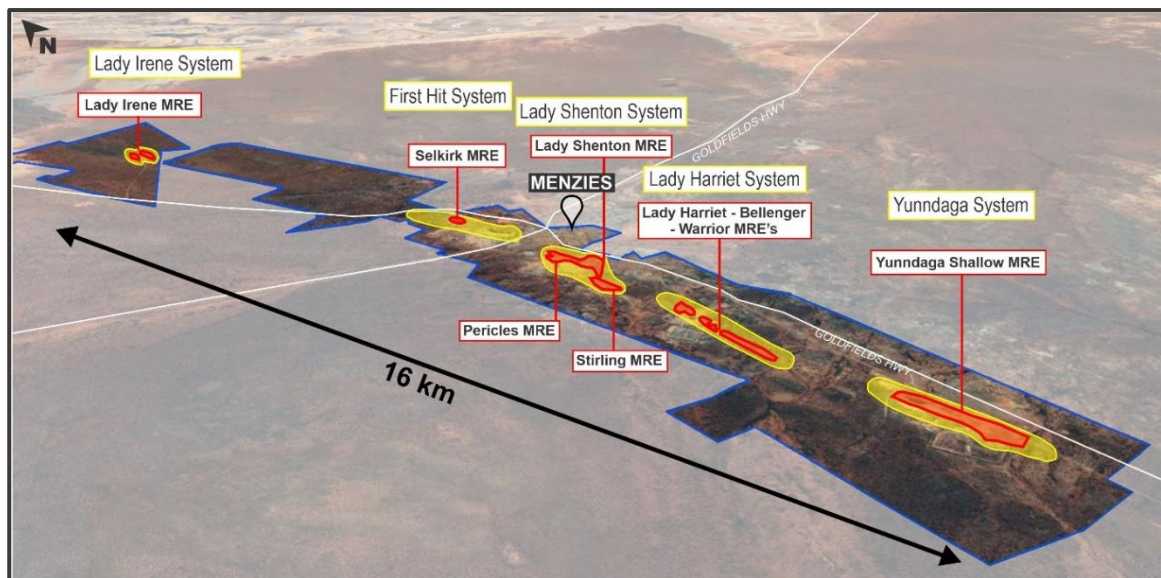 N
Lady Irene System
Lady Irene MRE
First Hit System
Selkirk MRE
Lady Shenton System
Lady Shenton MRE
MENZIES
GOLDFIELDS HWY
Lady Harriet System
Lady Harriet - Bellenger
- Warrior MRE's
Yunndaga System
Yunndaga Shallow MRE
Pericles MRE
Stirling MRE
GOLDFIELDS HWY
16 km